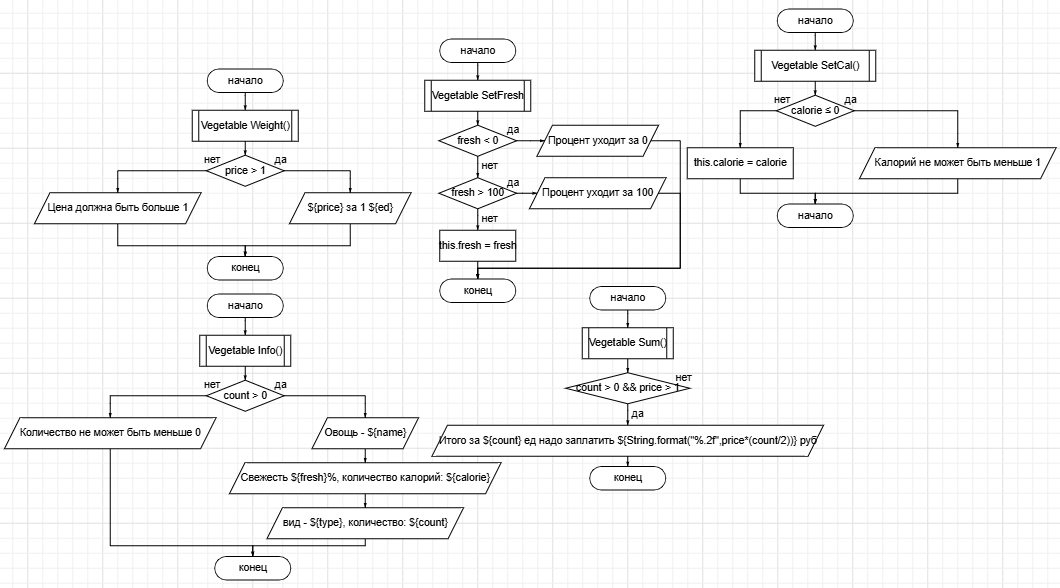 начало
Vegetable Weight()
нет
да
price > 1
Цена должна быть больше 1
${price} за 1 ${ed}
конец
начало
Vegetable SetFresh
да
fresh < 0
Процент уходит за 0
нет
да
fresh > 100
Процент уходит за 100
нет
this.fresh = fresh
конец
начало
Vegetable SetCal()
нет
да
calorie ≤ 0
this.calorie = calorie
Калорий не может быть меньше 1
начало
начало
Vegetable Info()
нет
да
count > 0
Количество не может быть меньше 0
Овощь - ${name}
Свежесть ${fresh}%, количество калорий: ${calorie}
вид - ${type}, количество: ${count}
конец
начало
Vegetable Sum()
нет
count > 0 && price > 1
да
Итого за ${count} ед надо заплатить ${String.format("%.2f",price*(count/2))} руб
конец